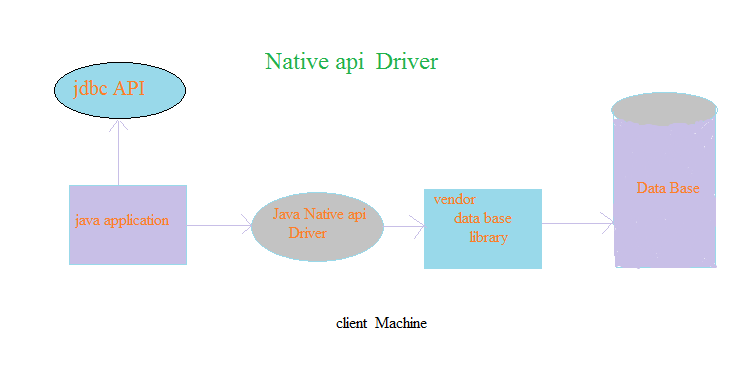 Native api Driver
jdbc API
java application
Java Native api
Driver
vendor
data base
library
Data Base
client Machine